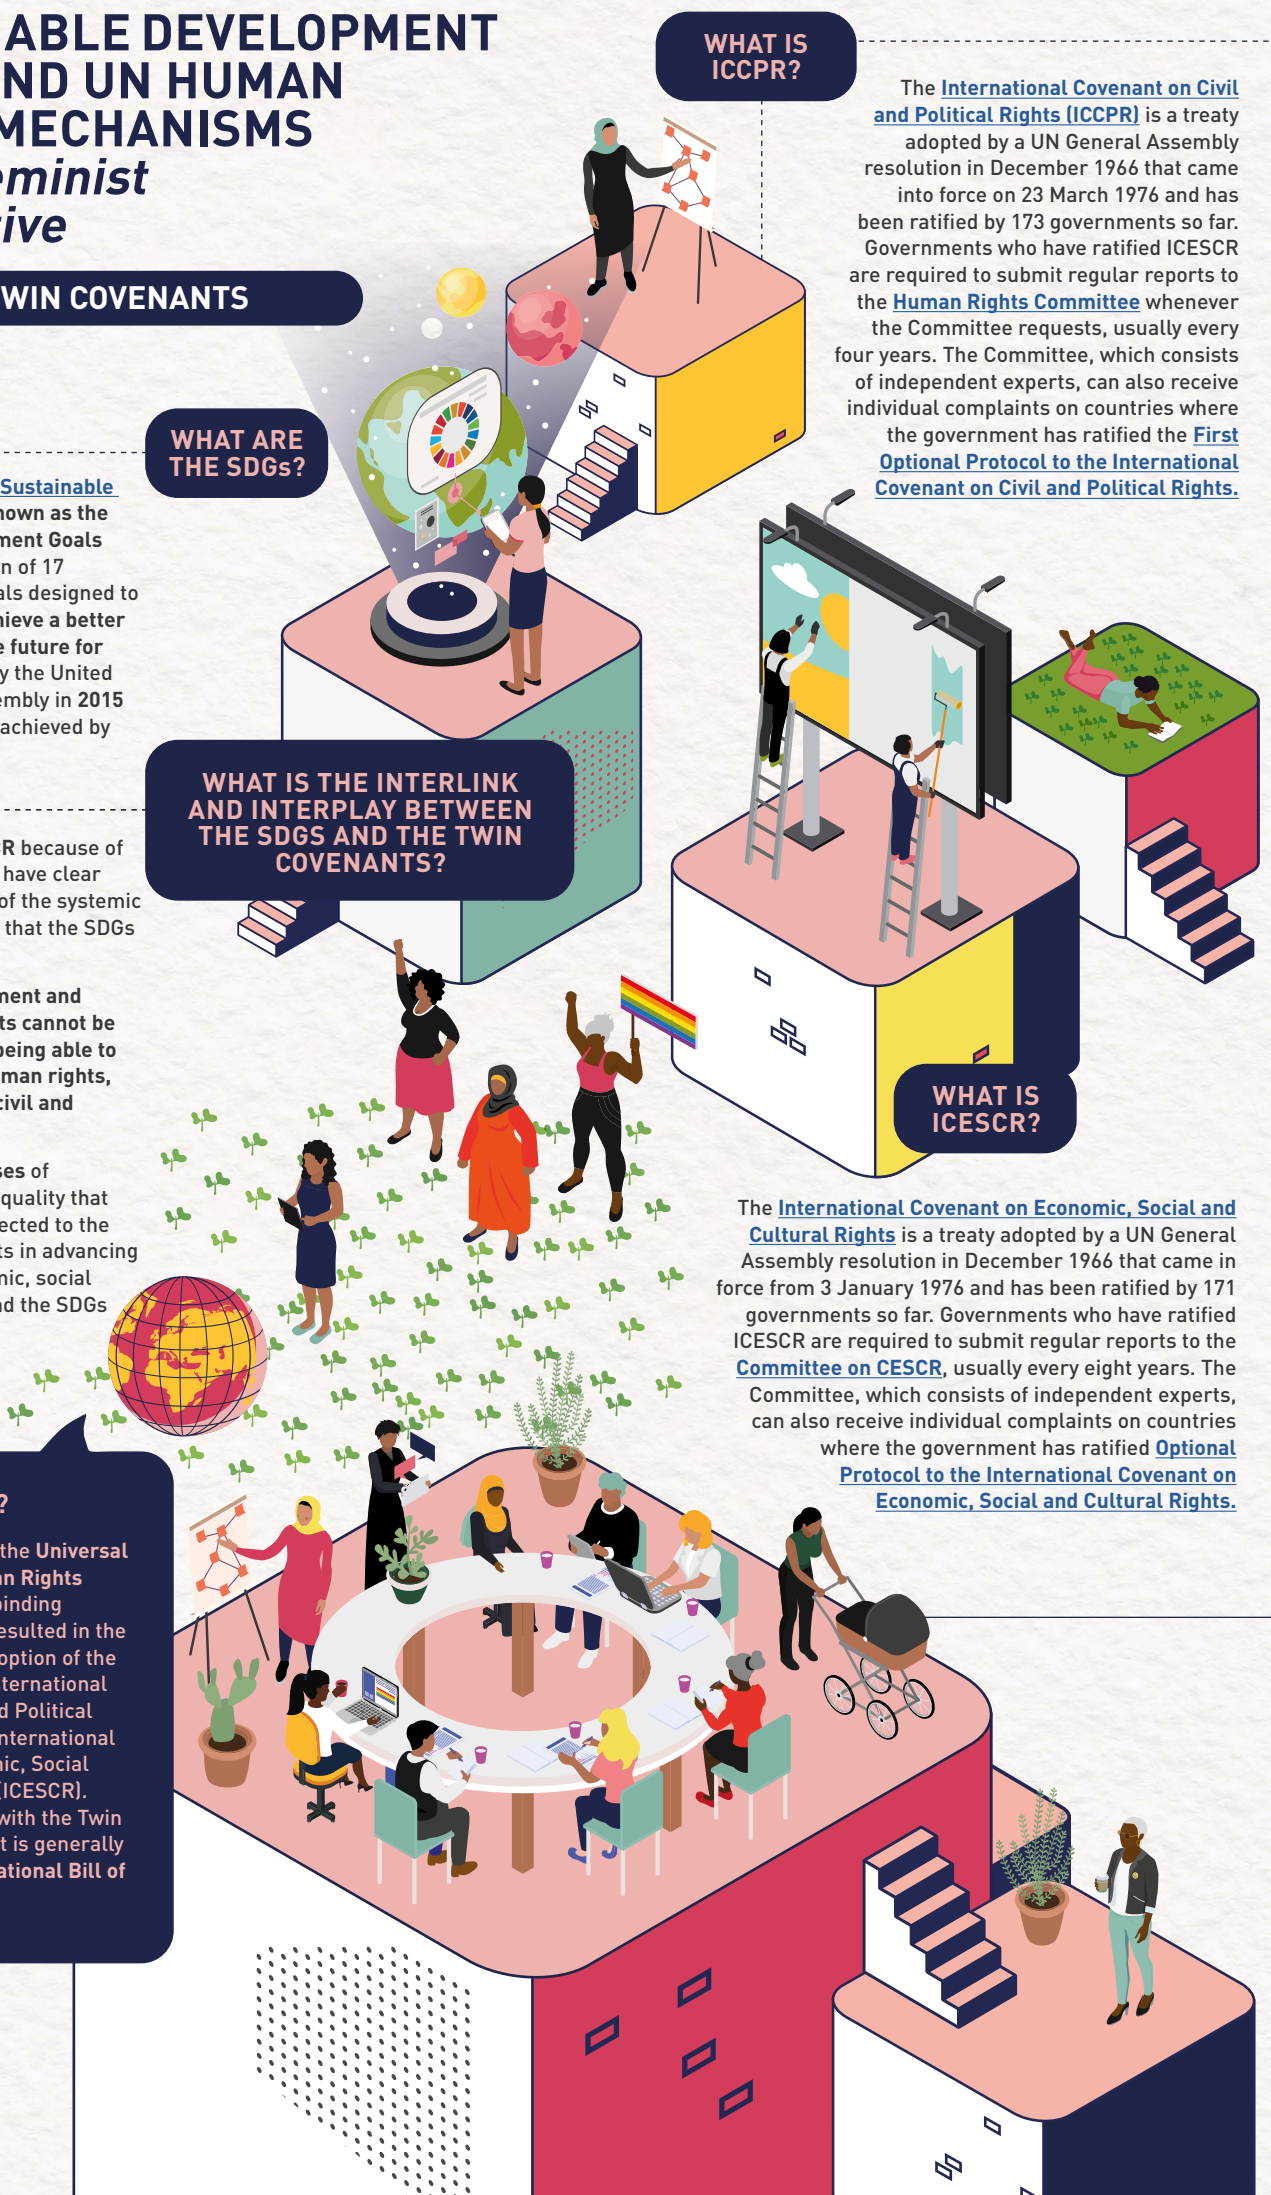 ABLE DEVELOPMENT
ND UN HUMAN
MECHANISMS
eminist
ive
WIN COVENANTS
WHAT IS
ICCPR?
The International Covenant on Civil
and Political Rights (ICCPR) is a treaty
adopted by a UN General Assembly
resolution in December 1966 that came
into force on 23 March 1976 and has
been ratified by 173 governments so far.
Governments who have ratified ICESCR
are required to submit regular reports to
the Human Rights Committee whenever
the Committee requests, usually every
four years. The Committee, which consists
of independent experts, can also receive
individual complaints on countries where
the government has ratified the First
Optional Protocol to the International
Covenant on Civil and Political Rights.
WHAT ARE
THE SDGs?
Sustainable
nown as the
ment Goals
n of 17
als designed to
hieve a better
e future for
y the United
embly in 2015
achieved by
WHAT IS THE INTERLINK
AND INTERPLAY BETWEEN
THE SDGS AND THE TWIN
COVENANTS?
R because of
have clear
of the systemic
that the SDGs
ment and
ts cannot be
being able to
man rights,
civil and
ses of
quality that
ected to the
ts in advancing
nic, social
nd the SDGs
WHAT IS
ICESCR?
The International Covenant on Economic, Social and
Cultural Rights is a treaty adopted by a UN General
Assembly resolution in December 1966 that came in
force from 3 January 1976 and has been ratified by 171
governments so far. Governments who have ratified
ICESCR are required to submit regular reports to the
Committee on CESCR, usually every eight years. The
Committee, which consists of independent experts,
can also receive individual complaints on countries
where the government has ratified Optional
Protocol to the International Covenant on
Economic, Social and Cultural Rights.
?
the Universal
an Rights
binding
esulted in the
option of the
nternational
d Political
nternational
nic, Social
(ICESCR).
with the Twin
t is generally
ational Bill of